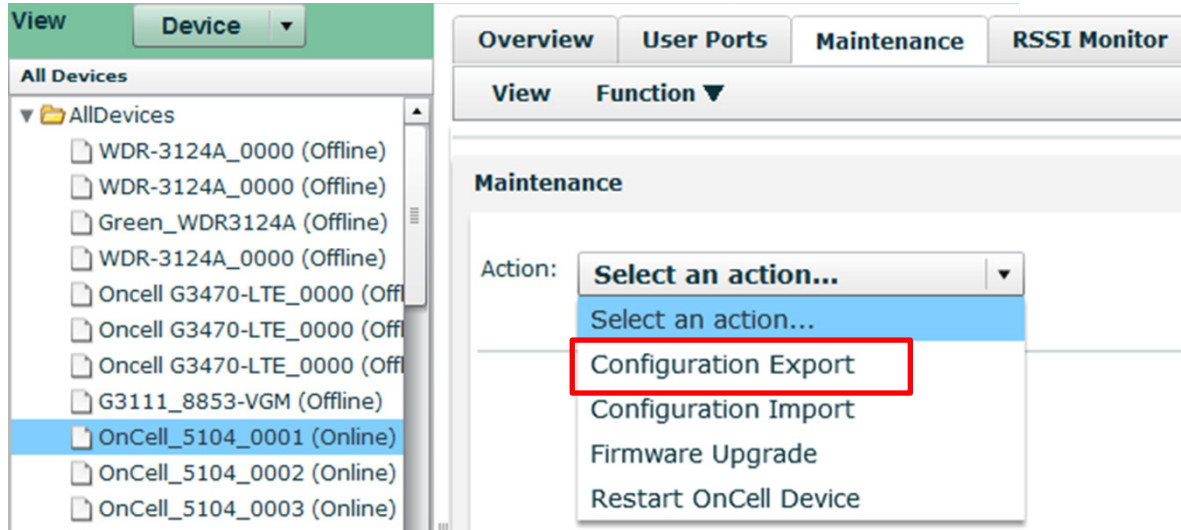 View
Device
All Devices
AllDevices
WDR-3124A_0000 (Offline)
WDR-3124A_0000 (Offline)
Green_WDR3124A (Offline)
WDR-3124A_0000 (Offline)
Oncell G3470-LTE_0000 (Offl
Oncell G3470-LTE_0000 (Offl
Oncell G3470-LTE_0000 (Offl
G3111_8853-VGM (Offline)
OnCell_5104_0001 (Online)
OnCell_5104_0002 (Online)
OnCell_5104_0003 (Online)
Overview User Ports Maintenance RSSI Monitor
View Function
Maintenance
Action: Select an action...
Select an action...
Configuration Export
Configuration Import
Firmware Upgrade
Restart OnCell Device